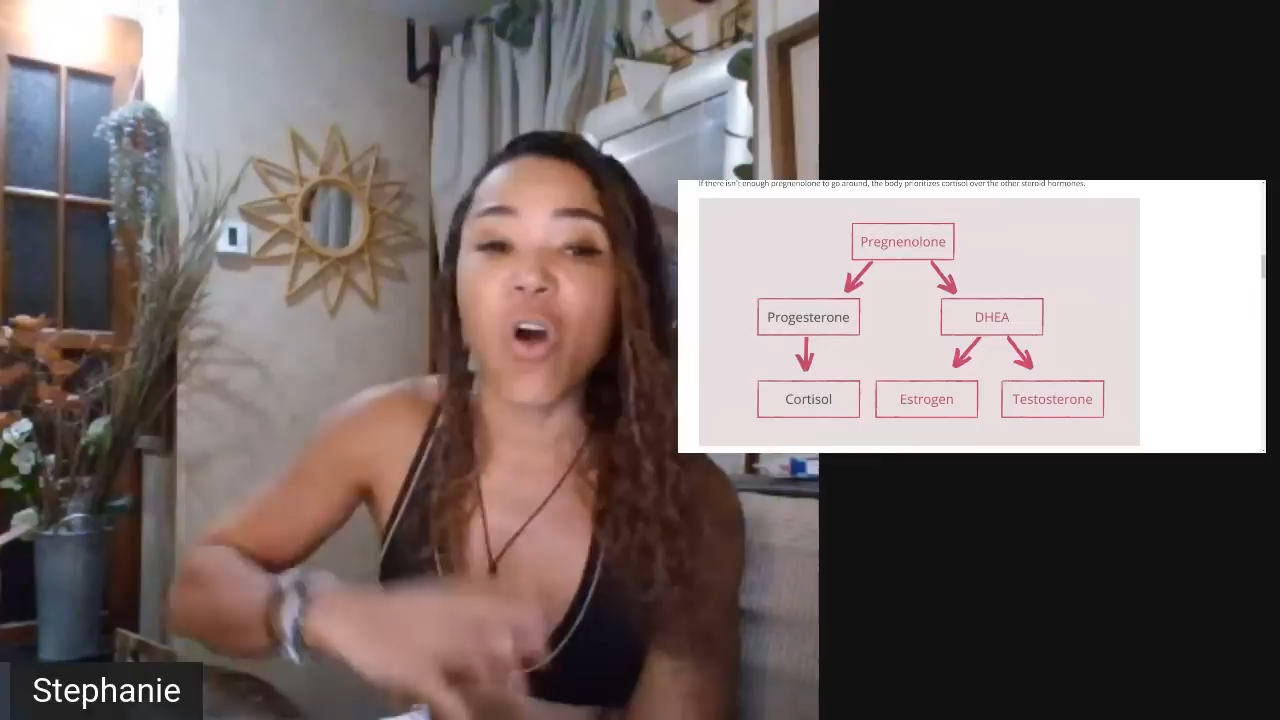 If there isn't enough pregnenolone to go around, the body prioritizes cortisol over the other steroid hormones.
Pregnenolone
Progesterone
DHEA
Cortisol
Estrogen
Testosterone
Stephanie